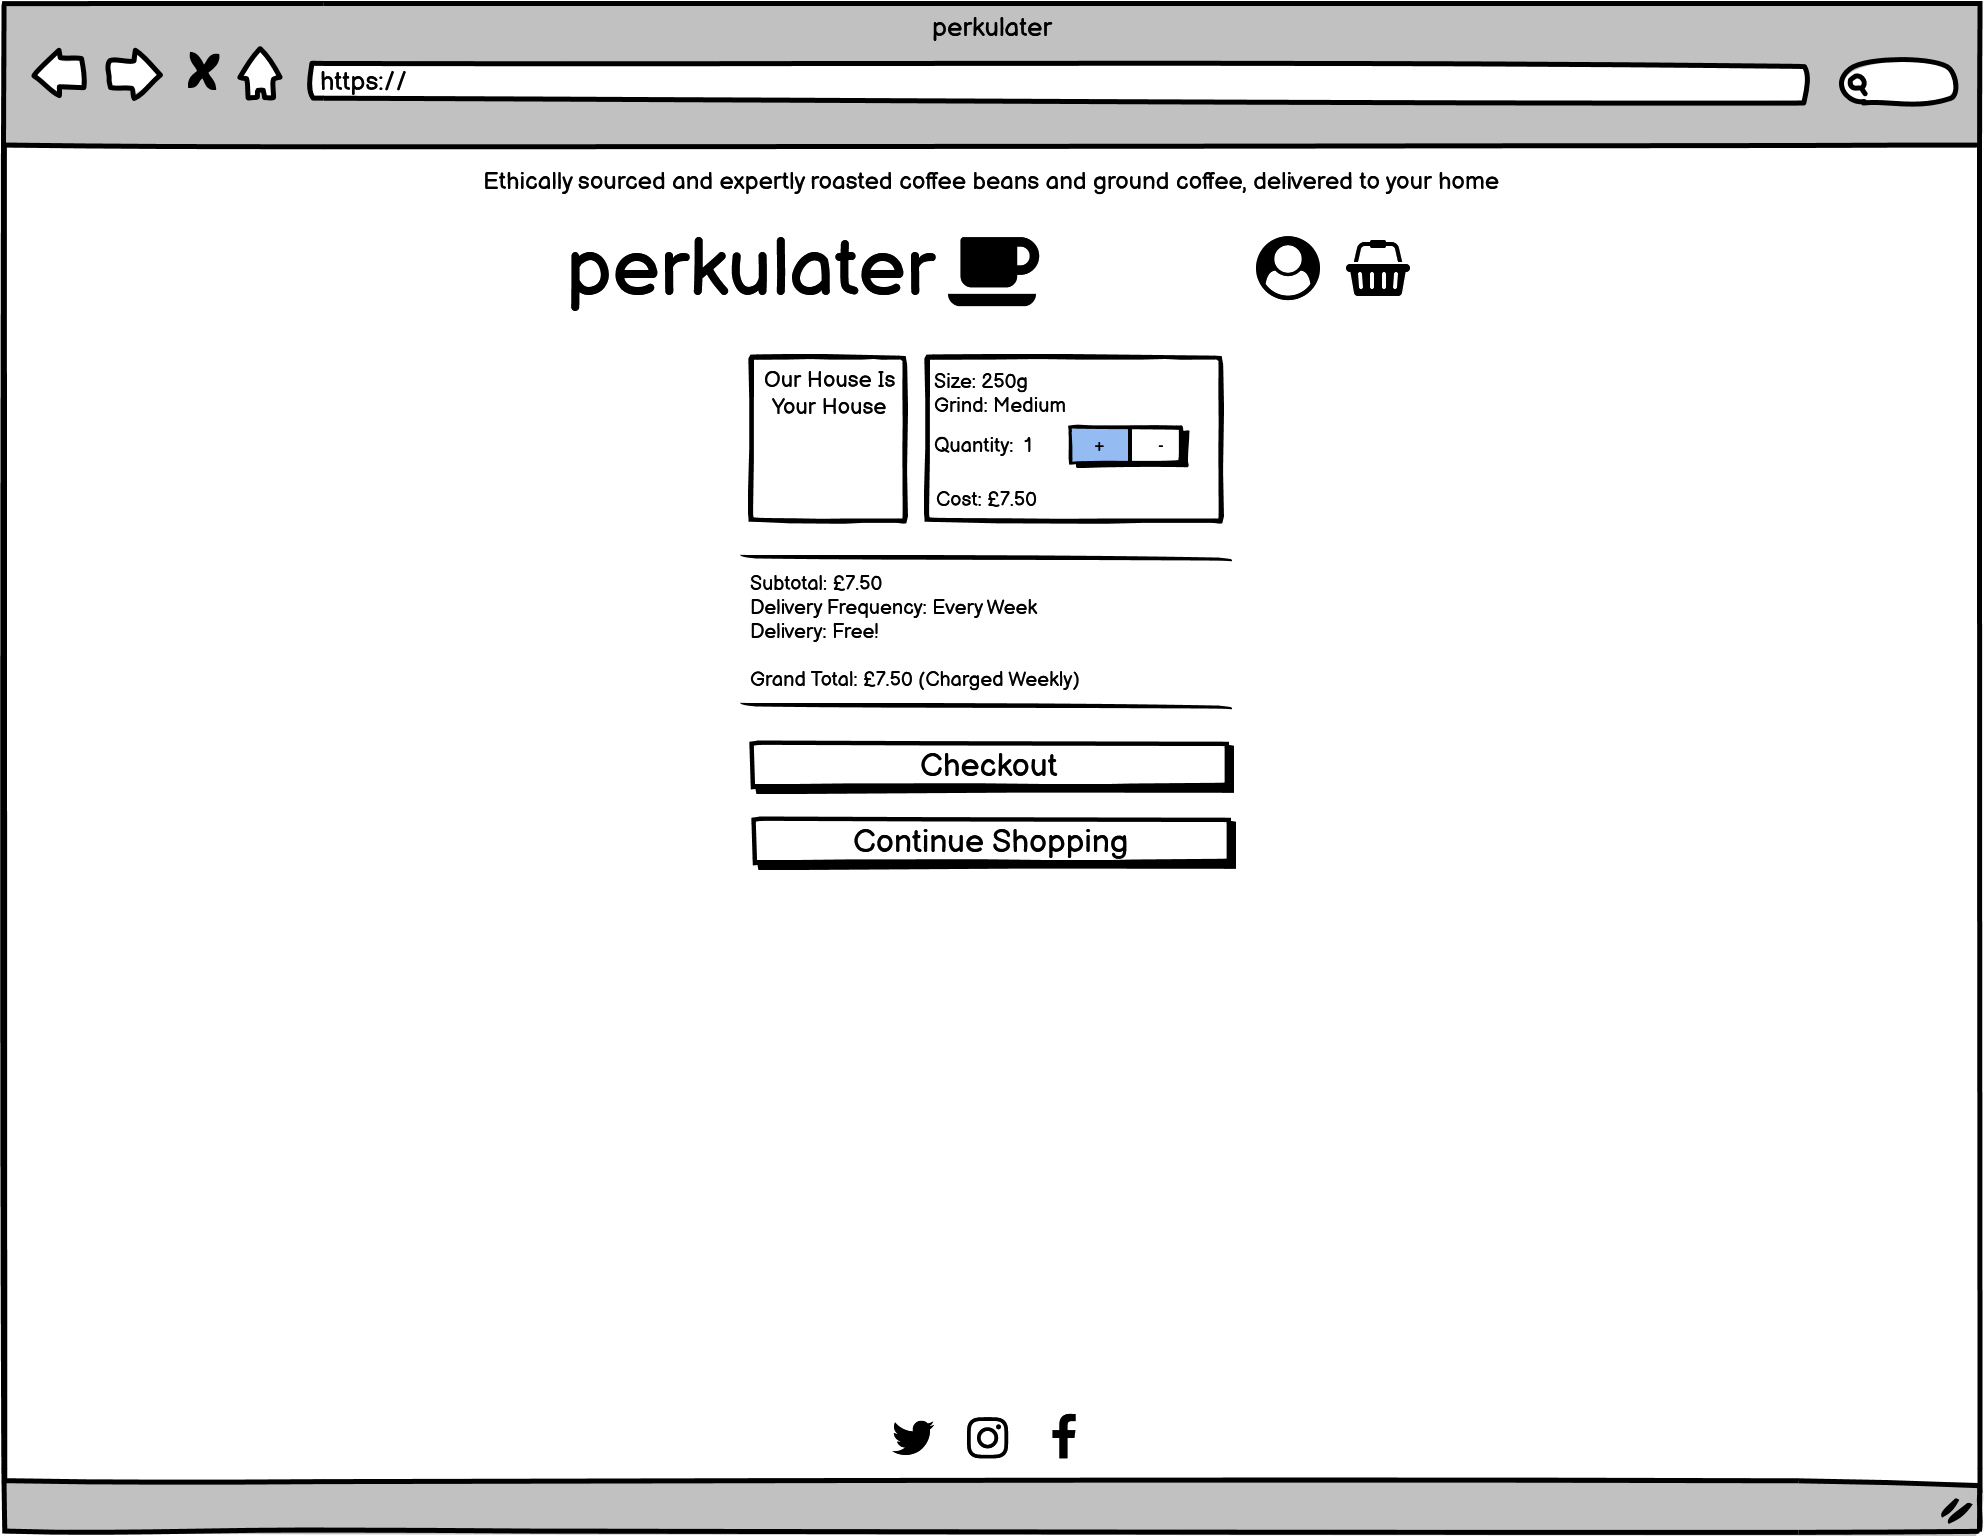 perkulater
https://
Ethically sourced and expertly roasted coffee beans and ground coffee, delivered to your home
perkulater
Our House Is
Your House
Size: 250g
Grind: Medium
Quantity: 1
+ -
Cost: £7.50
Subtotal: £7.50
Delivery Frequency: Every Week
Delivery: Free!
Grand Total: £7.50 (Charged Weekly)
Checkout
Continue Shopping